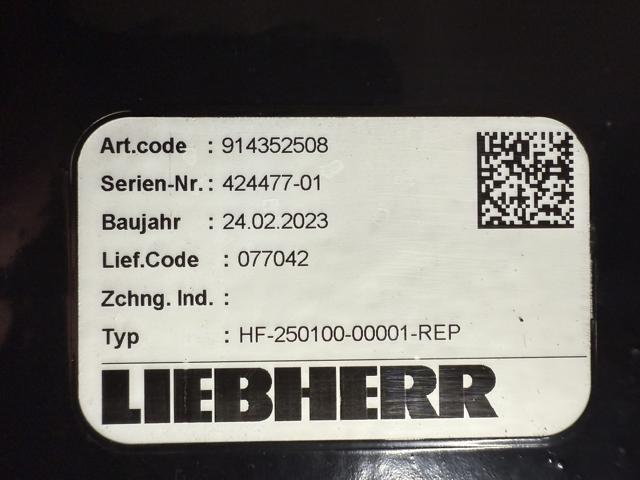 Art.code : 914352508
Serien-Nr. : 424477-01
Baujahr : 24.02.2023
Lief.Code : 077042
Zchng. Ind. :
Typ : HF-250100-00001-REP
LIEBHERR